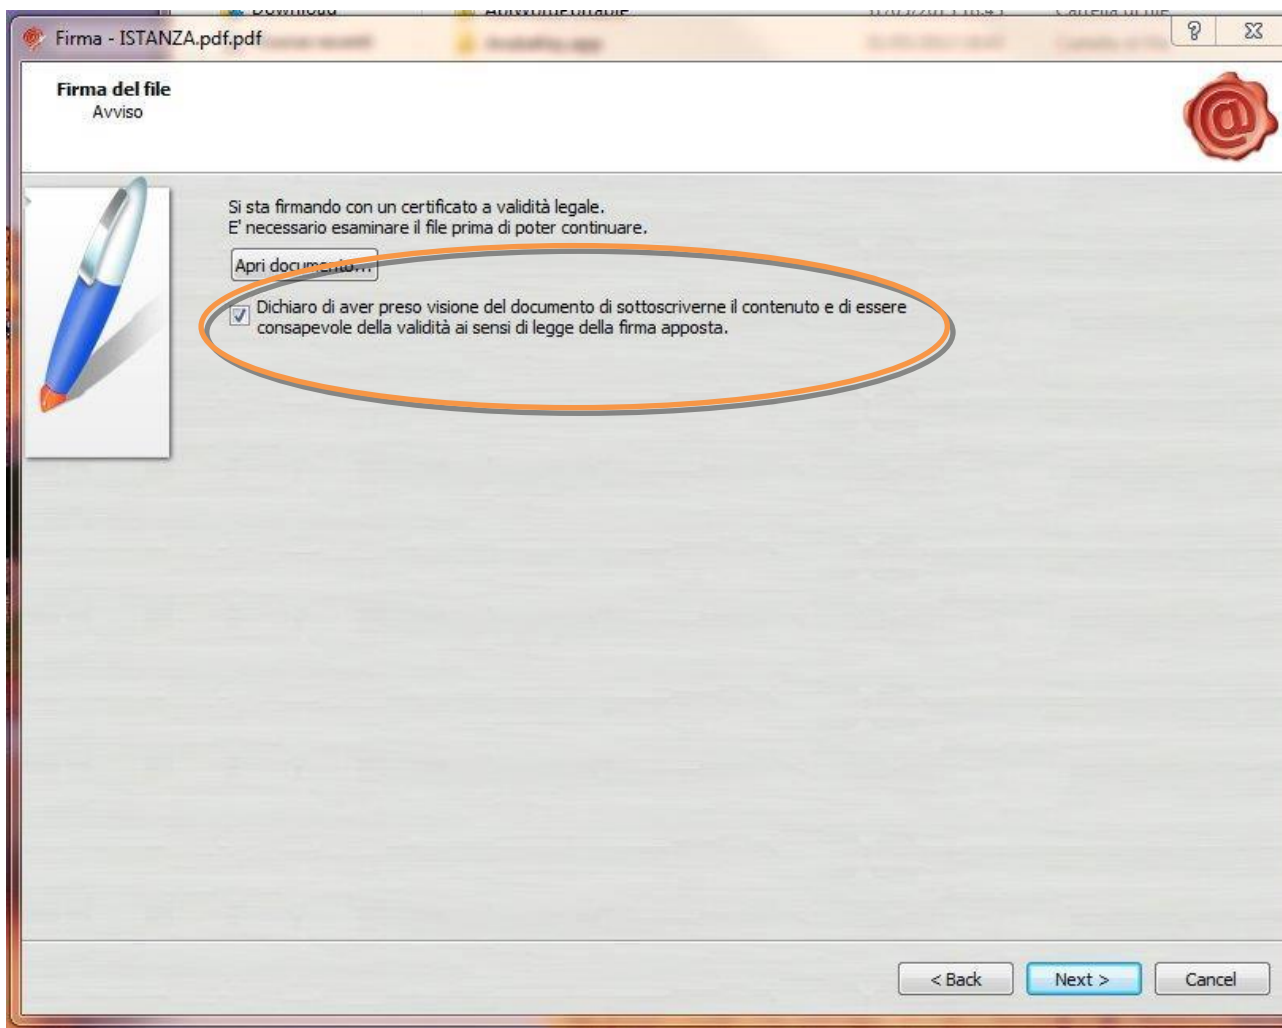 Download
Firma - ISTANZA.pdf.pdf
Firma del file
Avviso
Si sta firmando con un certificato a validità legale.
E' necessario esaminare il file prima di poter continuare.
Apri documento...
Dichiaro di aver preso visione del documento di sottoscriverne il contenuto e di essere
consapevole della validità ai sensi di legge della firma apposta.
< Back Next > Cancel